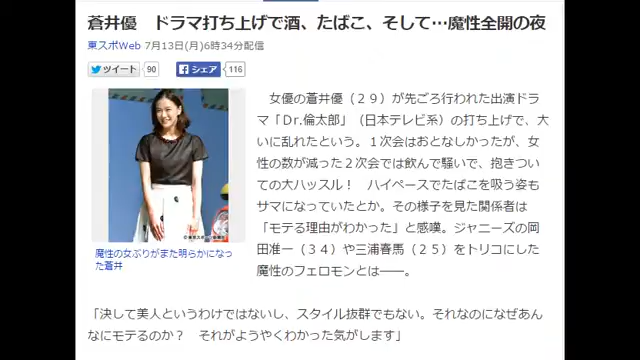 蒼井優　ドラマ打ち上げで酒、たばこ、そして…魔性全開の夜
東スポWeb 7月13日(月)6時34分配信
ツイート 90 シェア 116
女優の蒼井優（２９）が先ごろ行われた出演ドラ
マ「Ｄｒ.倫太郎」（日本テレビ系）の打ち上げで、大
いに乱れたという。１次会はおとなしかったが、女
性の数が減った２次会では飲んで騒いで、抱きつい
ての大ハッスル！　ハイペースでたばこを吸う姿も
サマになっていたとか。その様子を見た関係者は
「モテる理由がわかった」と感嘆。ジャニーズの岡
田准一（３４）や三浦春馬（２５）をトリコにした
魔性のフェロモンとは――。
魔性の女ぶりがまた明らかになっ
た蒼井
「決して美人というわけではないし、スタイル抜群でもない。それなのになぜあん
なにモテるのか？　それがようやくわかった気がします」